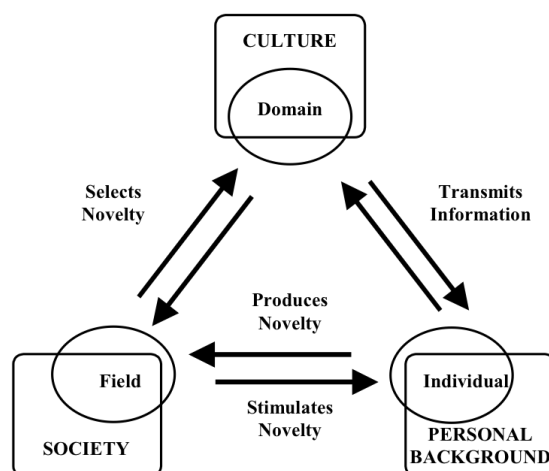 CULTURE
Domain
Selects
Novelty
Transmits
Information
Produces
Novelty
Field
Individual
Stimulates
Novelty
SOCIETY
PERSONAL
BACKGROUND